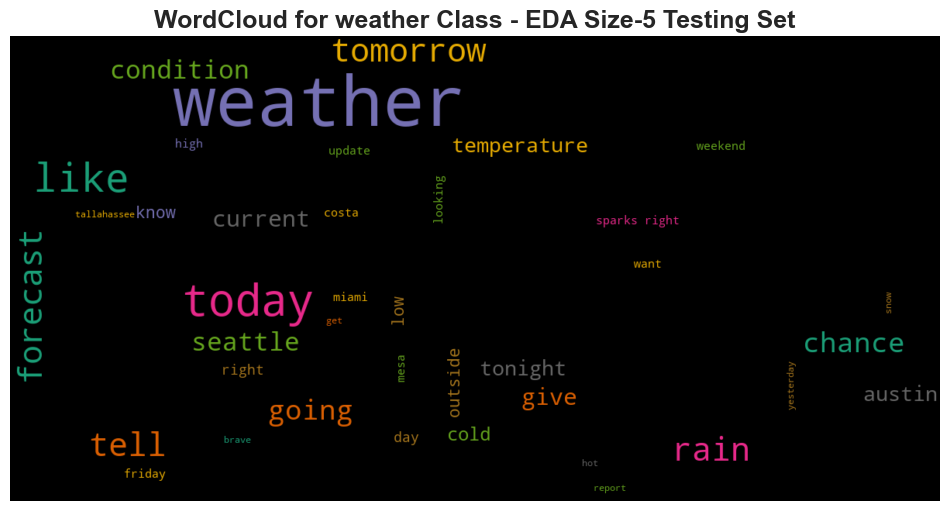 WordCloud for weather Class - EDA Size-5 Testing Set
tomorrow
condition
weather
high
update
temperature
weekend
like
looking
tallahassee
know
current
costa
sparks right
forecast
want
today
miami
low
snow
get
seattle
chance
right
mesa
outside
tonight
yesterday
give
austin
going
tell
brave
day
cold
rain
friday
hot
report